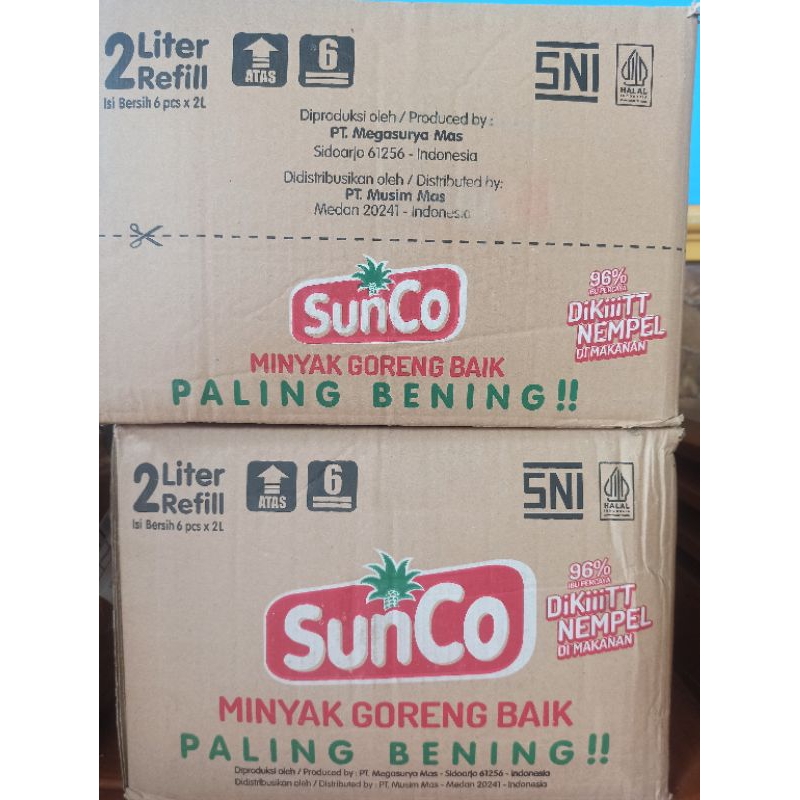 2 Liter
Refill
Isi Bersih 6 pcs x 2L
ATAS
6
SNI
HALAL
INDONESIA
Diproduksi oleh / Produced by :
PT. Megasurya Mas
Sidoarjo 61256 - Indonesia
Didistribusikan oleh / Distributed by:
PT. Musim Mas
Medan 20241 - Indonesia
SunCo
96%
IBU PERCAYA
DiKiiiTT
NEMPEL
DI MAKANAN
MINYAK GORENG BAIK
PALING BENING!!
2 Liter
Refill
Isi Bersih 6 pcs x 2L
ATAS
6
SNI
HALAL
INDONESIA
SunCo
96%
IBU PERCAYA
DiKiiiTT
NEMPEL
DI MAKANAN
MINYAK GORENG BAIK
PALING BENING!!
Diproduksi oleh / Produced by : PT. Megasurya Mas - Sidoarjo 61256 - Indonesia
Didistribusikan oleh / Distributed by : PT. Musim Mas - Medan 20241 - Indonesia